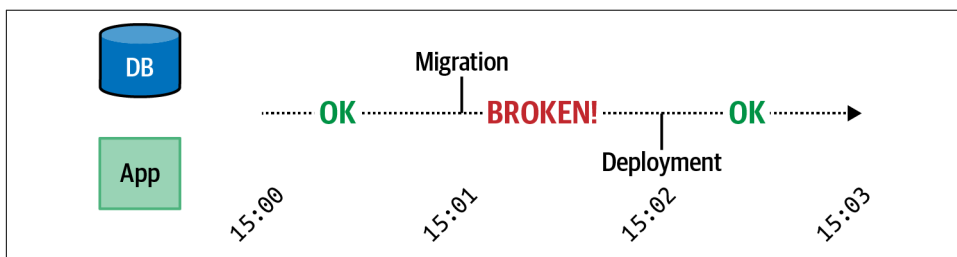 DB
Migration
OK
BROKEN!
OK
App
Deployment
15:00
15:01
15:02
15:03